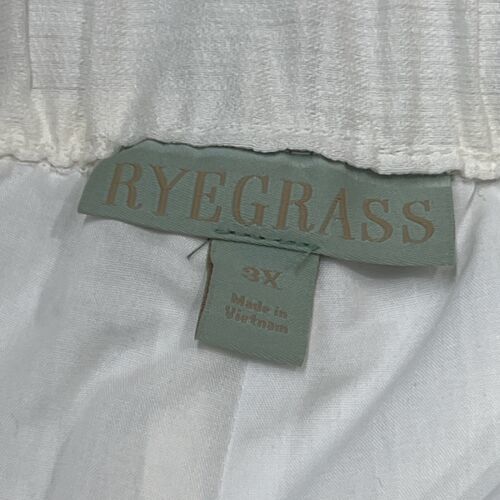 RYEGRASS
3X
Made in
Vietnam